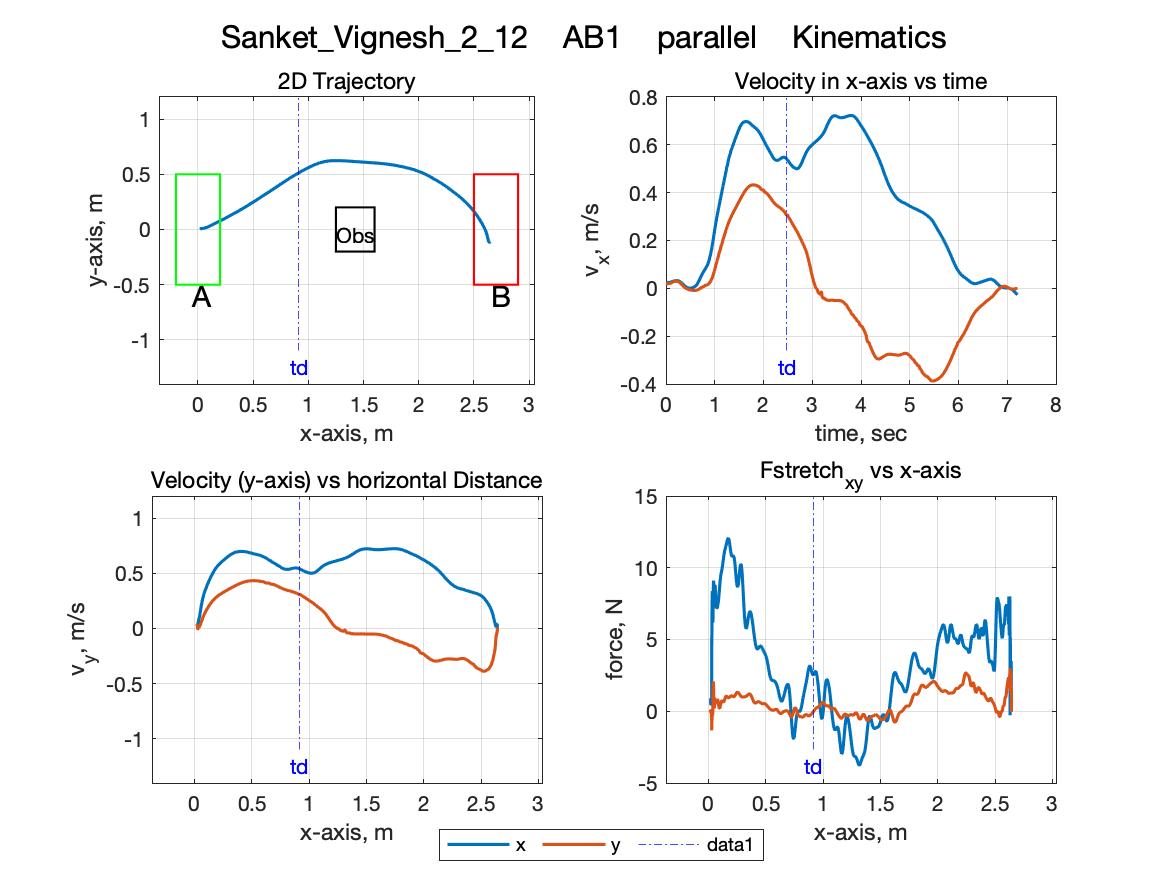 Sanket_Vignesh_2_12 AB1 parallel Kinematics
2D Trajectory
1
0.5
0
-0.5
-1
y-axis, m
A
Obs
B
td
0 0.5 1 1.5 2 2.5 3
x-axis, m
Velocity in x-axis vs time
0.8
0.6
0.4
0.2
0
-0.2
-0.4
v_x, m/s
td
0 1 2 3 4 5 6 7 8
time, sec
Velocity (y-axis) vs horizontal Distance
1
0.5
0
-0.5
-1
v_y, m/s
td
0 0.5 1 1.5 2 2.5 3
x-axis, m
Fstretch_xy vs x-axis
15
10
5
0
-5
force, N
td
0 0.5 1 1.5 2 2.5 3
x-axis, m
x y data1